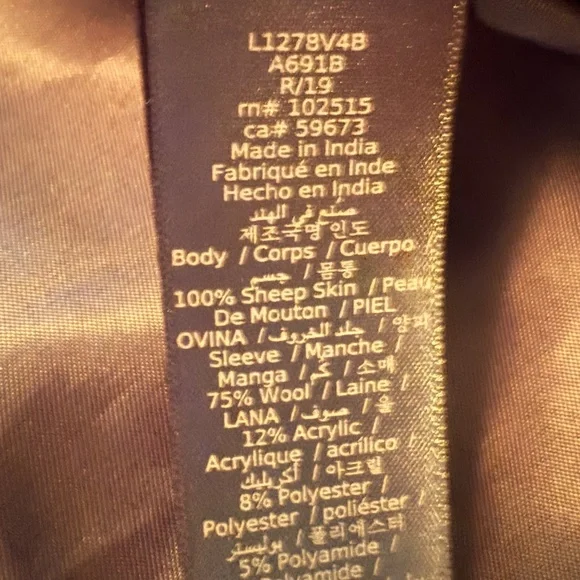 L1278V4B
A691B
R/19
rn# 102515
ca# 59673
Made in India
Fabriqué en Inde
Hecho en India
صنع في الهند
제조국명 인도
Body / Corps / Cuerpo /
جسم / 몸통
100% Sheep Skin / Peau
De Mouton / PIEL
OVINA / جلد الخروف / 양피
Sleeve / Manche /
Manga / كم / 소매
75% Wool / Laine /
LANA / صوف / 울
12% Acrylic /
Acrylique / acrílico /
أكريليك / 아크릴
8% Polyester /
Polyester / poliéster /
بوليستر / 폴리에스터
5% Polyamide /
Polyamide /